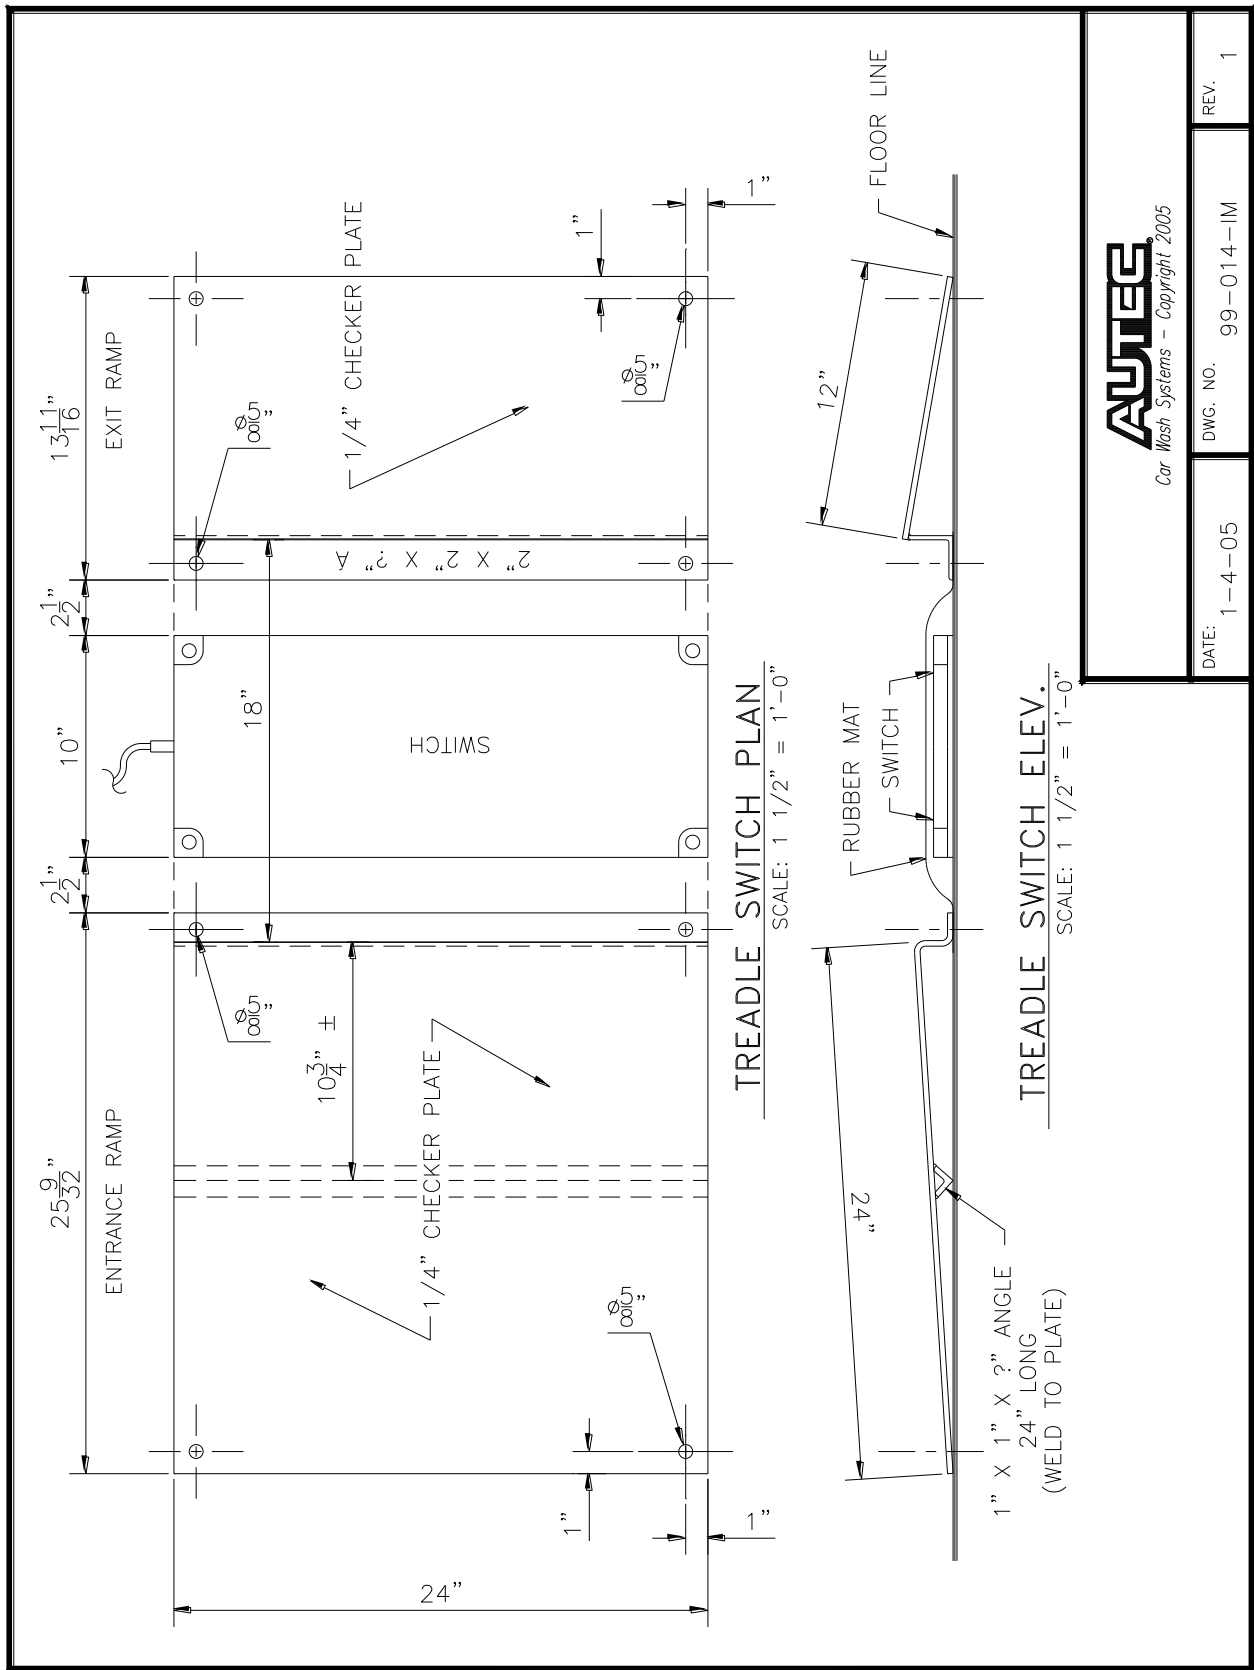 25 9/32"
2 1/2"
10"
2 1/2"
13 11/16"
ENTRANCE RAMP
EXIT RAMP
ø5/8"
ø5/8"
18"
10 3/4" ±
2" X 2" X ?" A
1/4" CHECKER PLATE
1/4" CHECKER PLATE
SWITCH
24"
ø5/8"
ø5/8"
1"
1"
1"
1"
TREADLE SWITCH PLAN
SCALE: 1 1/2" = 1'-0"
24"
RUBBER MAT
SWITCH
12"
FLOOR LINE
1" X 1" X ?" ANGLE
24" LONG
(WELD TO PLATE)
TREADLE SWITCH ELEV.
SCALE: 1 1/2" = 1'-0"
AUTEC
Car Wash Systems - Copyright 2005
DATE: 1-4-05
DWG. NO. 99-014-IM
REV. 1